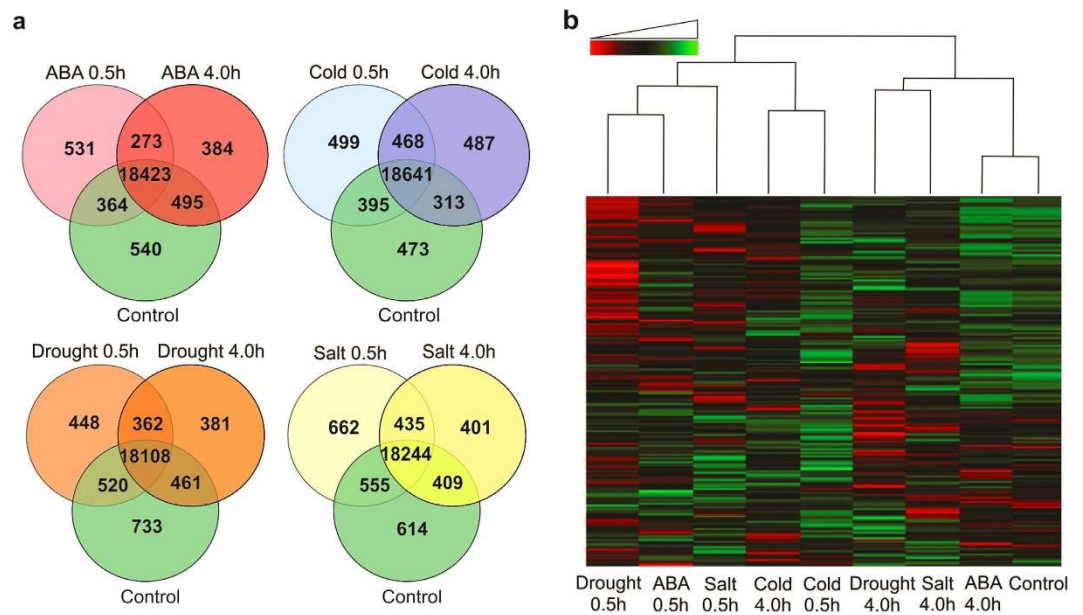 a
ABA 0.5h ABA 4.0h
531 273 384
18423
364 495
540
Control
Cold 0.5h Cold 4.0h
499 468 487
18641
395 313
473
Control
Drought 0.5h Drought 4.0h
448 362 381
18108
520 461
733
Control
Salt 0.5h Salt 4.0h
662 435 401
18244
555 409
614
Control
b
Drought ABA Salt Cold Cold Drought Salt ABA Control
0.5h 0.5h 0.5h 4.0h 0.5h 4.0h 4.0h 4.0h